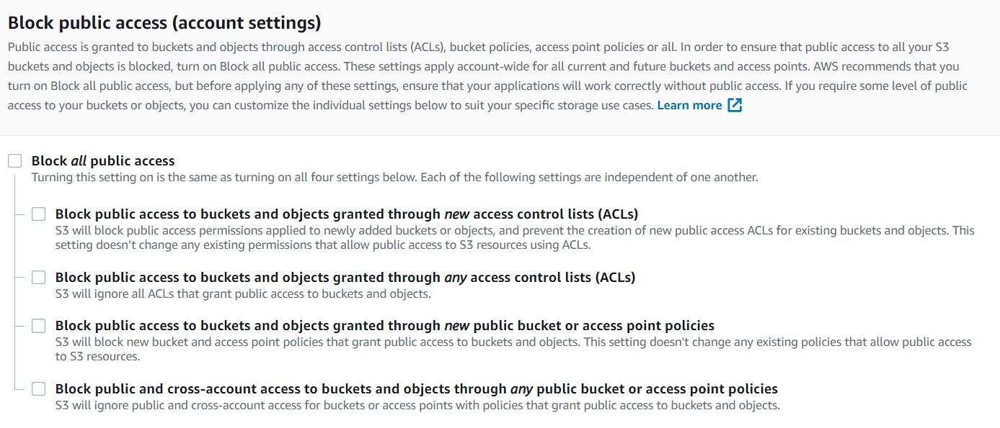 Block public access (account settings)
Public access is granted to buckets and objects through access control lists (ACLs), bucket policies, access point policies or all. In order to ensure that public access to all your S3
buckets and objects is blocked, turn on Block all public access. These settings apply account-wide for all current and future buckets and access points. AWS recommends that you
turn on Block all public access, but before applying any of these settings, ensure that your applications will work correctly without public access. If you require some level of public
access to your buckets or objects, you can customize the individual settings below to suit your specific storage use cases. Learn more
Block all public access
Turning this setting on is the same as turning on all four settings below. Each of the following settings are independent of one another.
Block public access to buckets and objects granted through new access control lists (ACLs)
S3 will block public access permissions applied to newly added buckets or objects, and prevent the creation of new public access ACLs for existing buckets and objects. This
setting doesn’t change any existing permissions that allow public access to S3 resources using ACLs.
Block public access to buckets and objects granted through any access control lists (ACLs)
S3 will ignore all ACLs that grant public access to buckets and objects.
Block public access to buckets and objects granted through new public bucket or access point policies
S3 will block new bucket and access point policies that grant public access to buckets and objects. This setting doesn't change any existing policies that allow public access
to S3 resources.
Block public and cross-account access to buckets and objects through any public bucket or access point policies
S3 will ignore public and cross-account access for buckets or access points with policies that grant public access to buckets and objects.